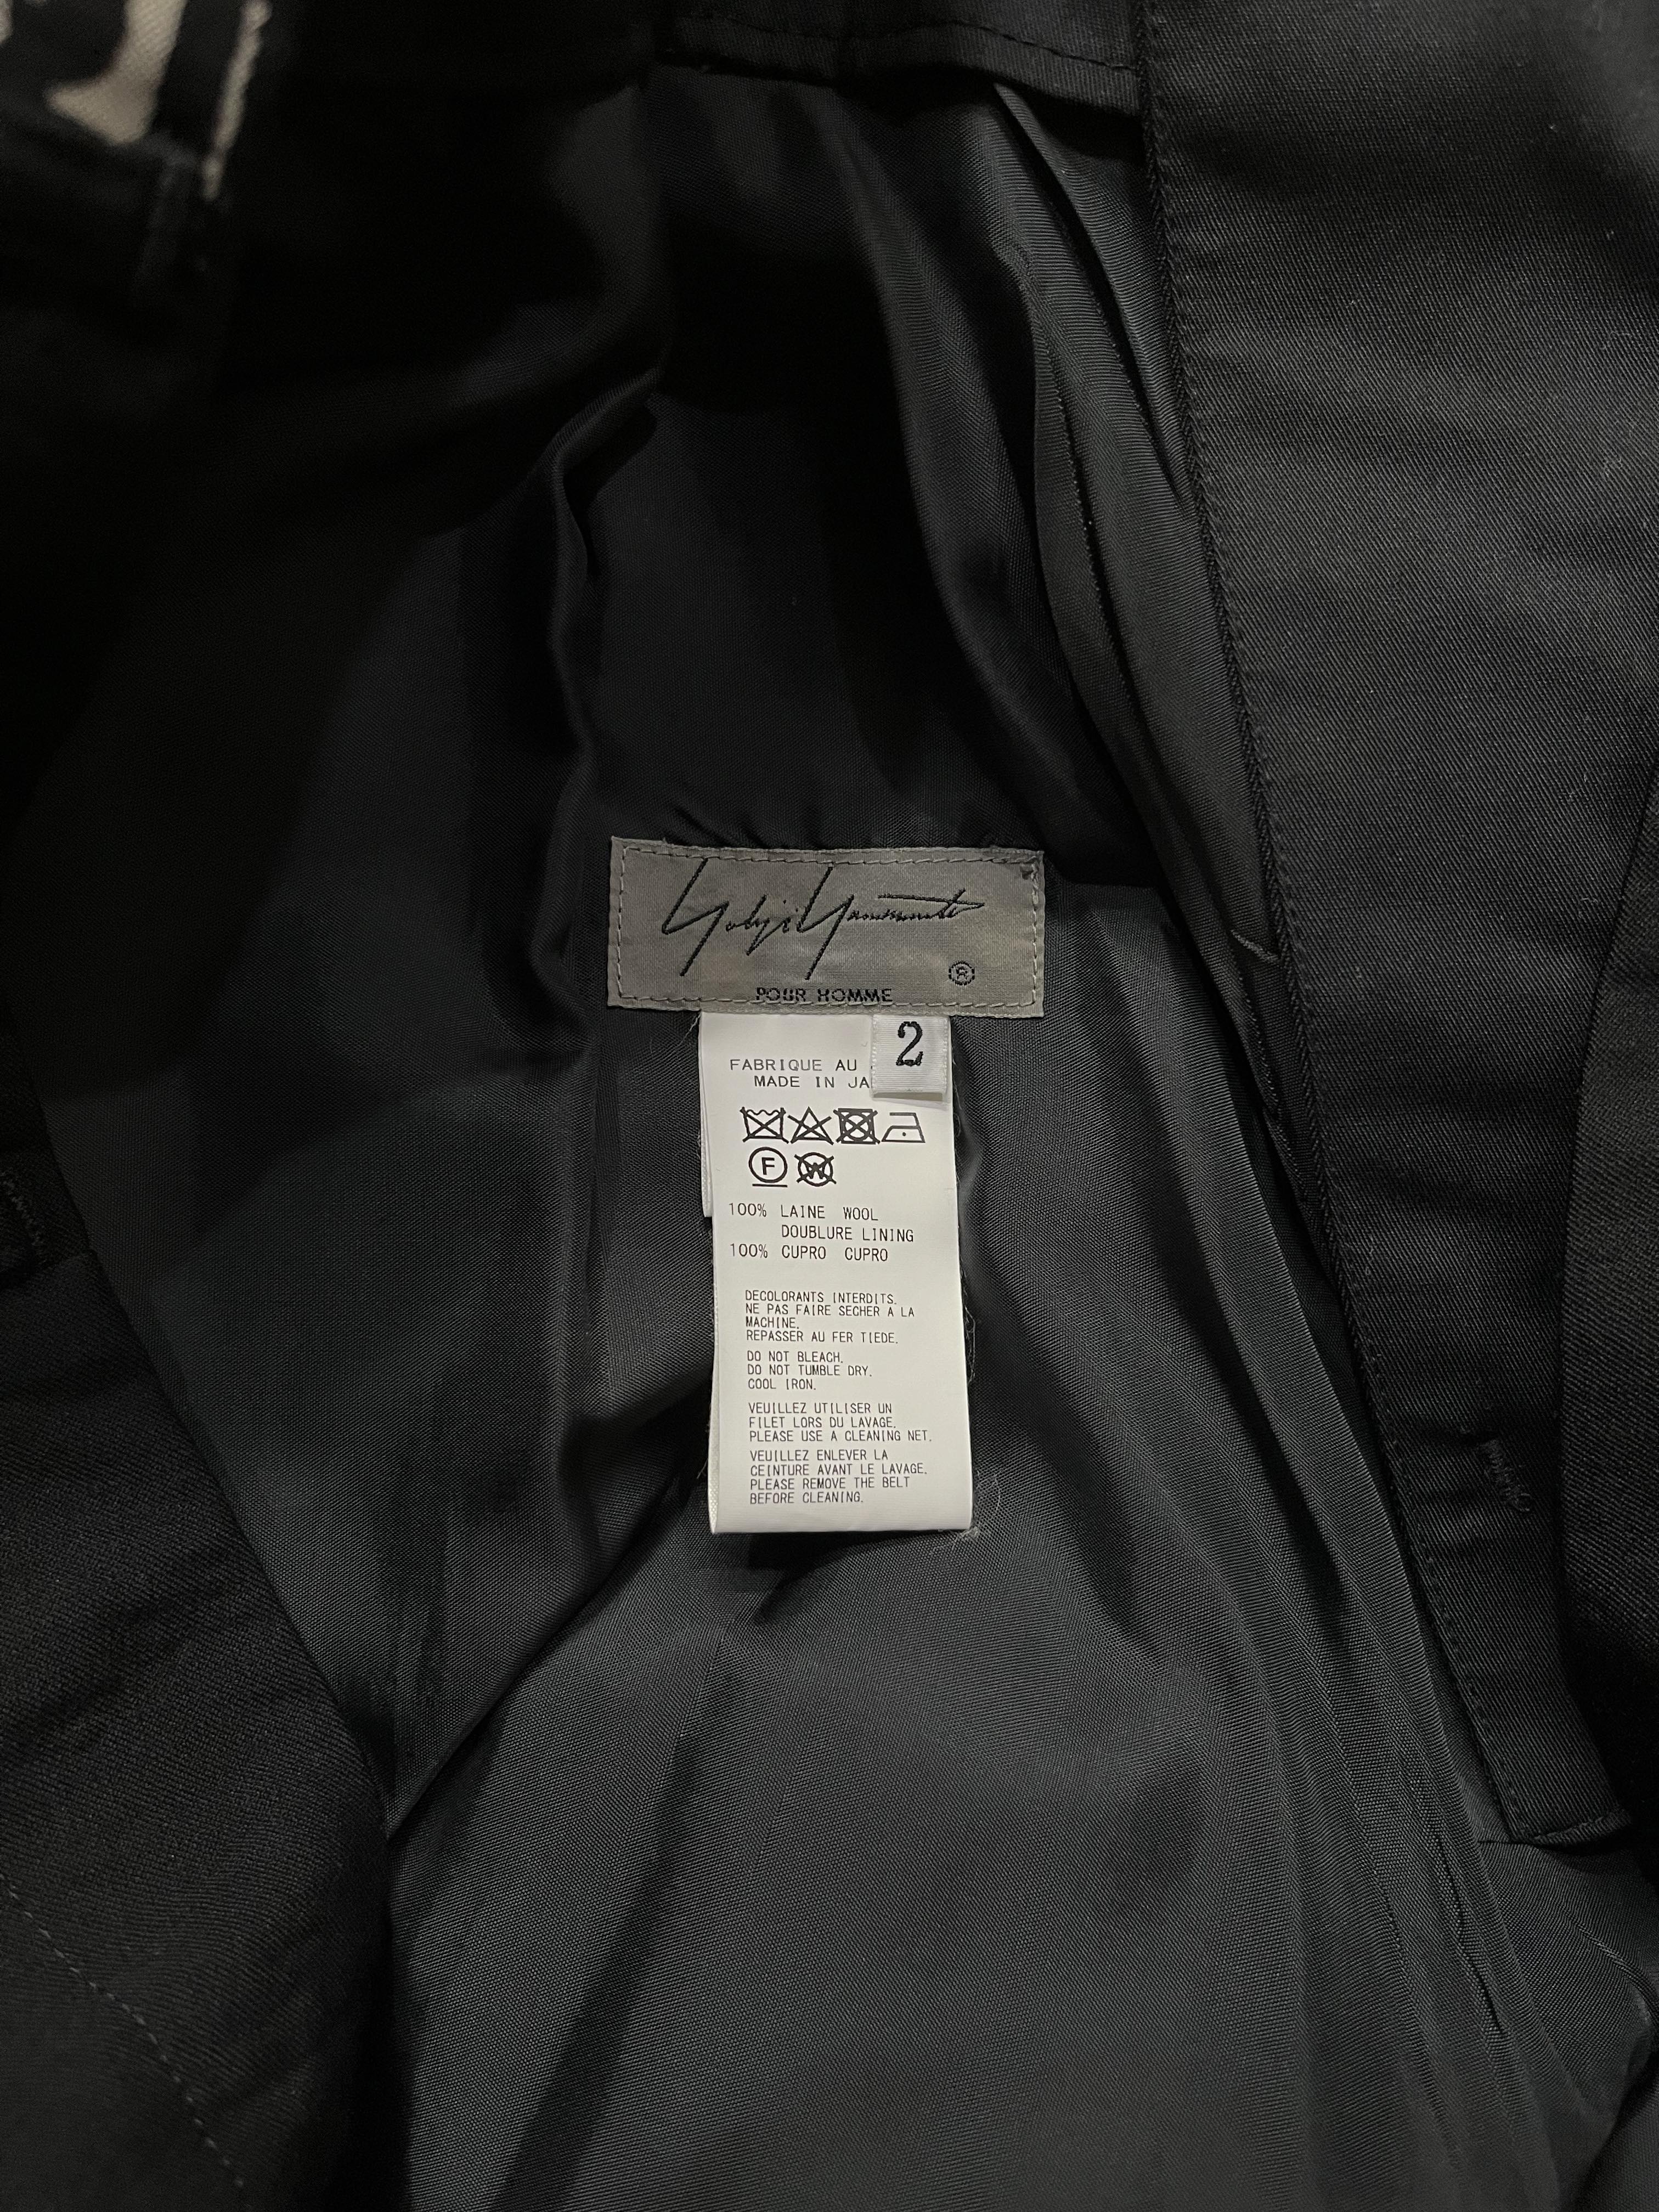 Yohji Yamamoto
®
POUR HOMME
2
FABRIQUE AU
MADE IN JA
F W
100% LAINE WOOL
DOUBLURE LINING
100% CUPRO CUPRO
DECOLORANTS INTERDITS.
NE PAS FAIRE SECHER A LA
MACHINE.
REPASSER AU FER TIEDE.
DO NOT BLEACH.
DO NOT TUMBLE DRY.
COOL IRON.
VEUILLEZ UTILISER UN
FILET LORS DU LAVAGE.
PLEASE USE A CLEANING NET.
VEUILLEZ ENLEVER LA
CEINTURE AVANT LE LAVAGE.
PLEASE REMOVE THE BELT
BEFORE CLEANING.